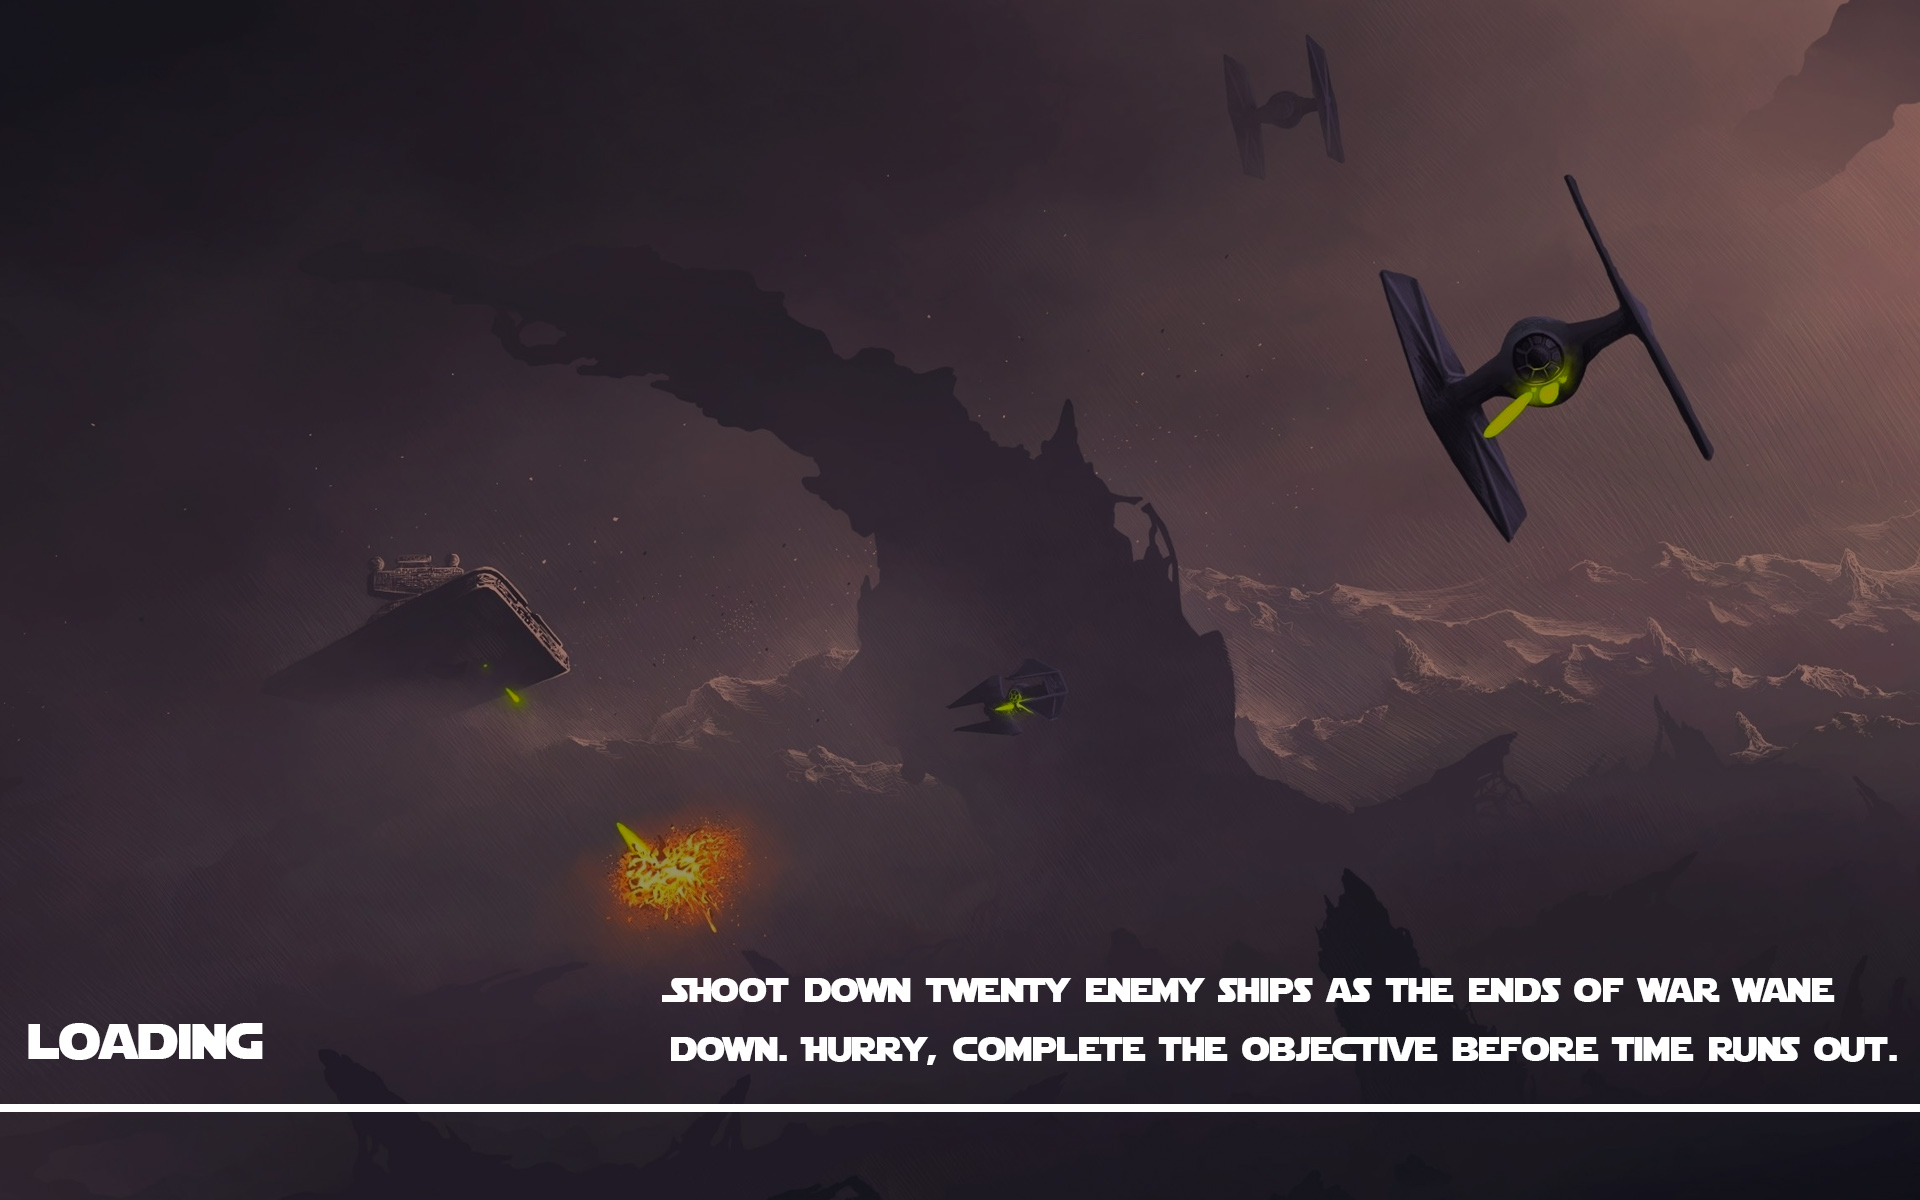 SHOOT DOWN TWENTY ENEMY SHIPS AS THE ENDS OF WAR WANE
DOWN. HURRY, COMPLETE THE OBJECTIVE BEFORE TIME RUNS OUT.
LOADING